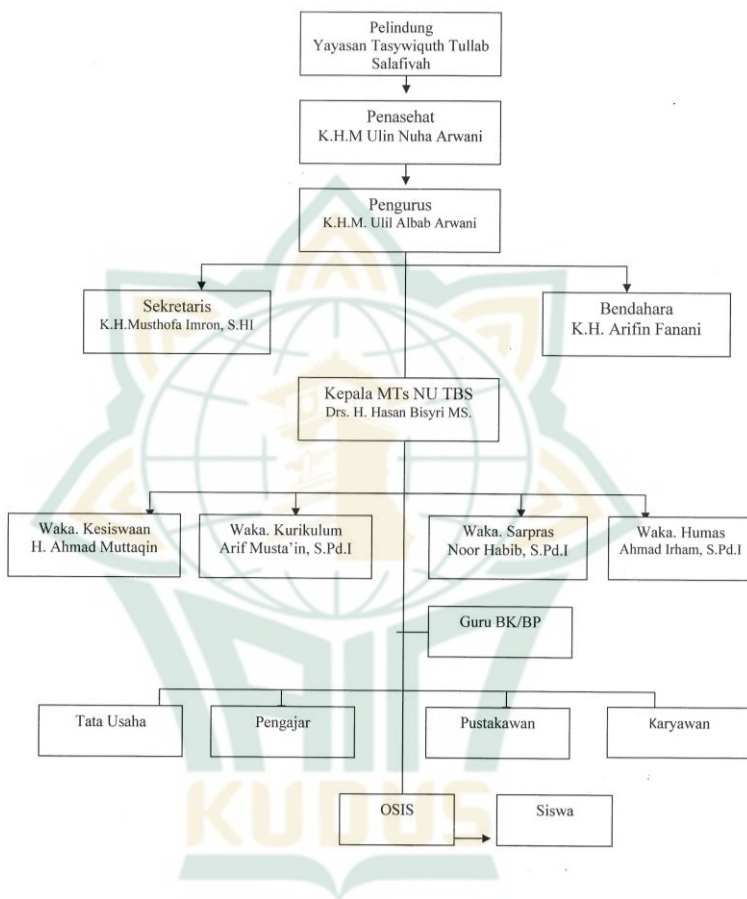 Pelindung
Yayasan Tasywiquth Tullab
Salafiyah
Penasehat
K.H.M Ulin Nuha Arwani
Pengurus
K.H.M. Ulil Albab Arwani
Sekretaris
K.H.Musthofa Imron, S.HI
Bendahara
K.H. Arifin Fanani
Kepala MTs NU TBS
Drs. H. Hasan Bisyri MS.
Waka. Kesiswaan
H. Ahmad Muttaqin
Waka. Kurikulum
Arif Musta’in, S.Pd.I
Waka. Sarpras
Noor Habib, S.Pd.I
Waka. Humas
Ahmad Irham, S.Pd.I
Guru BK/BP
Tata Usaha
Pengajar
Pustakawan
Karyawan
OSIS
Siswa
KUDUS